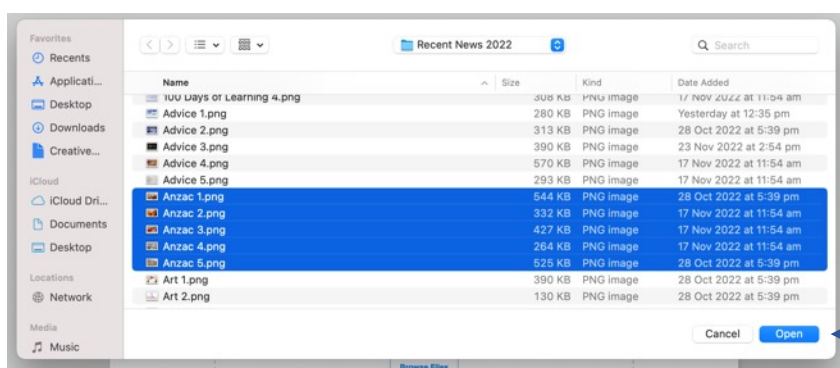 Favorites
Recents
Applicati...
Desktop
Downloads
Creative...
iCloud
iCloud Dri...
Documents
Desktop
Locations
Network
Media
Music
Recent News 2022
Search
Name Size Kind Date Added
100 Days of Learning 4.png 308 KB PNG image 17 Nov 2022 at 11:54 am
Advice 1.png 280 KB PNG image Yesterday at 12:35 pm
Advice 2.png 313 KB PNG image 28 Oct 2022 at 5:39 pm
Advice 3.png 390 KB PNG image 23 Nov 2022 at 2:54 pm
Advice 4.png 570 KB PNG image 17 Nov 2022 at 11:54 am
Advice 5.png 293 KB PNG image 17 Nov 2022 at 11:54 am
Anzac 1.png 544 KB PNG image 28 Oct 2022 at 5:39 pm
Anzac 2.png 332 KB PNG image 17 Nov 2022 at 11:54 am
Anzac 3.png 427 KB PNG image 17 Nov 2022 at 11:54 am
Anzac 4.png 264 KB PNG image 17 Nov 2022 at 11:54 am
Anzac 5.png 525 KB PNG image 28 Oct 2022 at 5:39 pm
Art 1.png 390 KB PNG image 28 Oct 2022 at 5:39 pm
Art 2.png 130 KB PNG image 28 Oct 2022 at 5:39 pm
Cancel Open
Browse Files